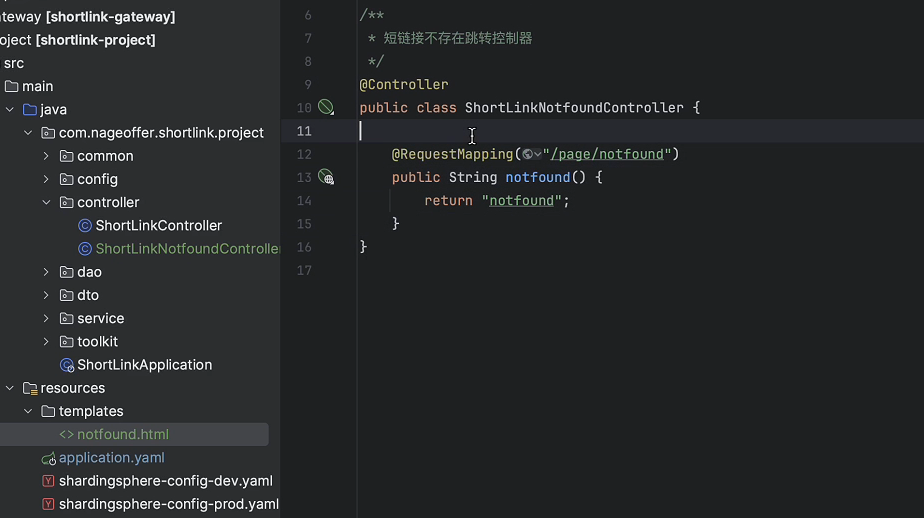 teway [shortlink-gateway]
oject [shortlink-project]
src
main
java
com.nageoffer.shortlink.project
common
config
controller
ShortLinkController
ShortLinkNotfoundController
dao
dto
service
toolkit
ShortLinkApplication
resources
templates
<> notfound.html
application.yaml
shardingsphere-config-dev.yaml
shardingsphere-config-prod.yaml
6 /**
7 * 短链接不存在跳转控制器
8 */
9 @Controller
10 public class ShortLinkNotfoundController {
11
12 @RequestMapping("/page/notfound")
13 public String notfound() {
14 return "notfound";
15 }
16 }
17